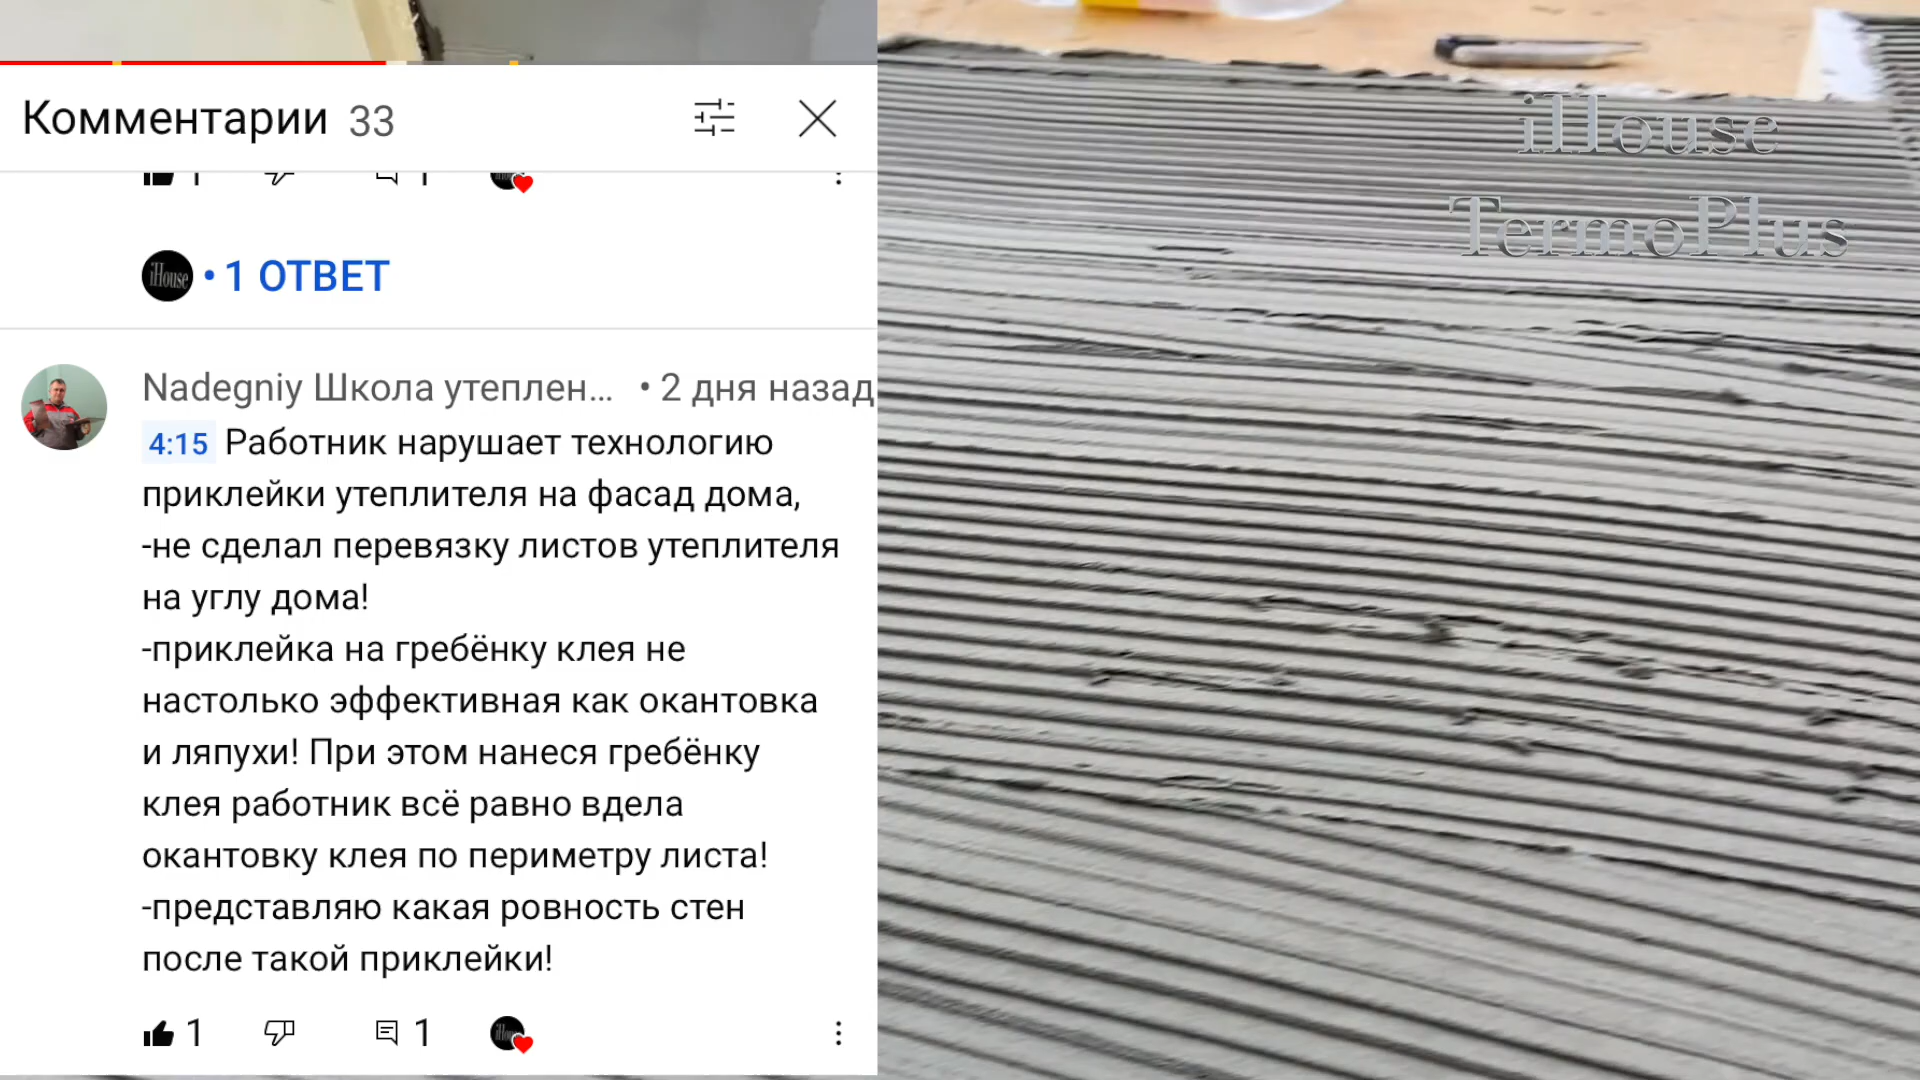 Комментарии 33
1 1
iHouse • 1 ОТВЕТ
Nadegniy Школа утеплен... • 2 дня назад
4:15 Работник нарушает технологию
приклейки утеплителя на фасад дома,
-не сделал перевязку листов утеплителя
на углу дома!
-приклейка на гребёнку клея не
настолько эффективная как окантовка
и ляпухи! При этом нанеся гребёнку
клея работник всё равно вдела
окантовку клея по периметру листа!
-представляю какая ровность стен
после такой приклейки!
1 1
iHouse
TermoPlus